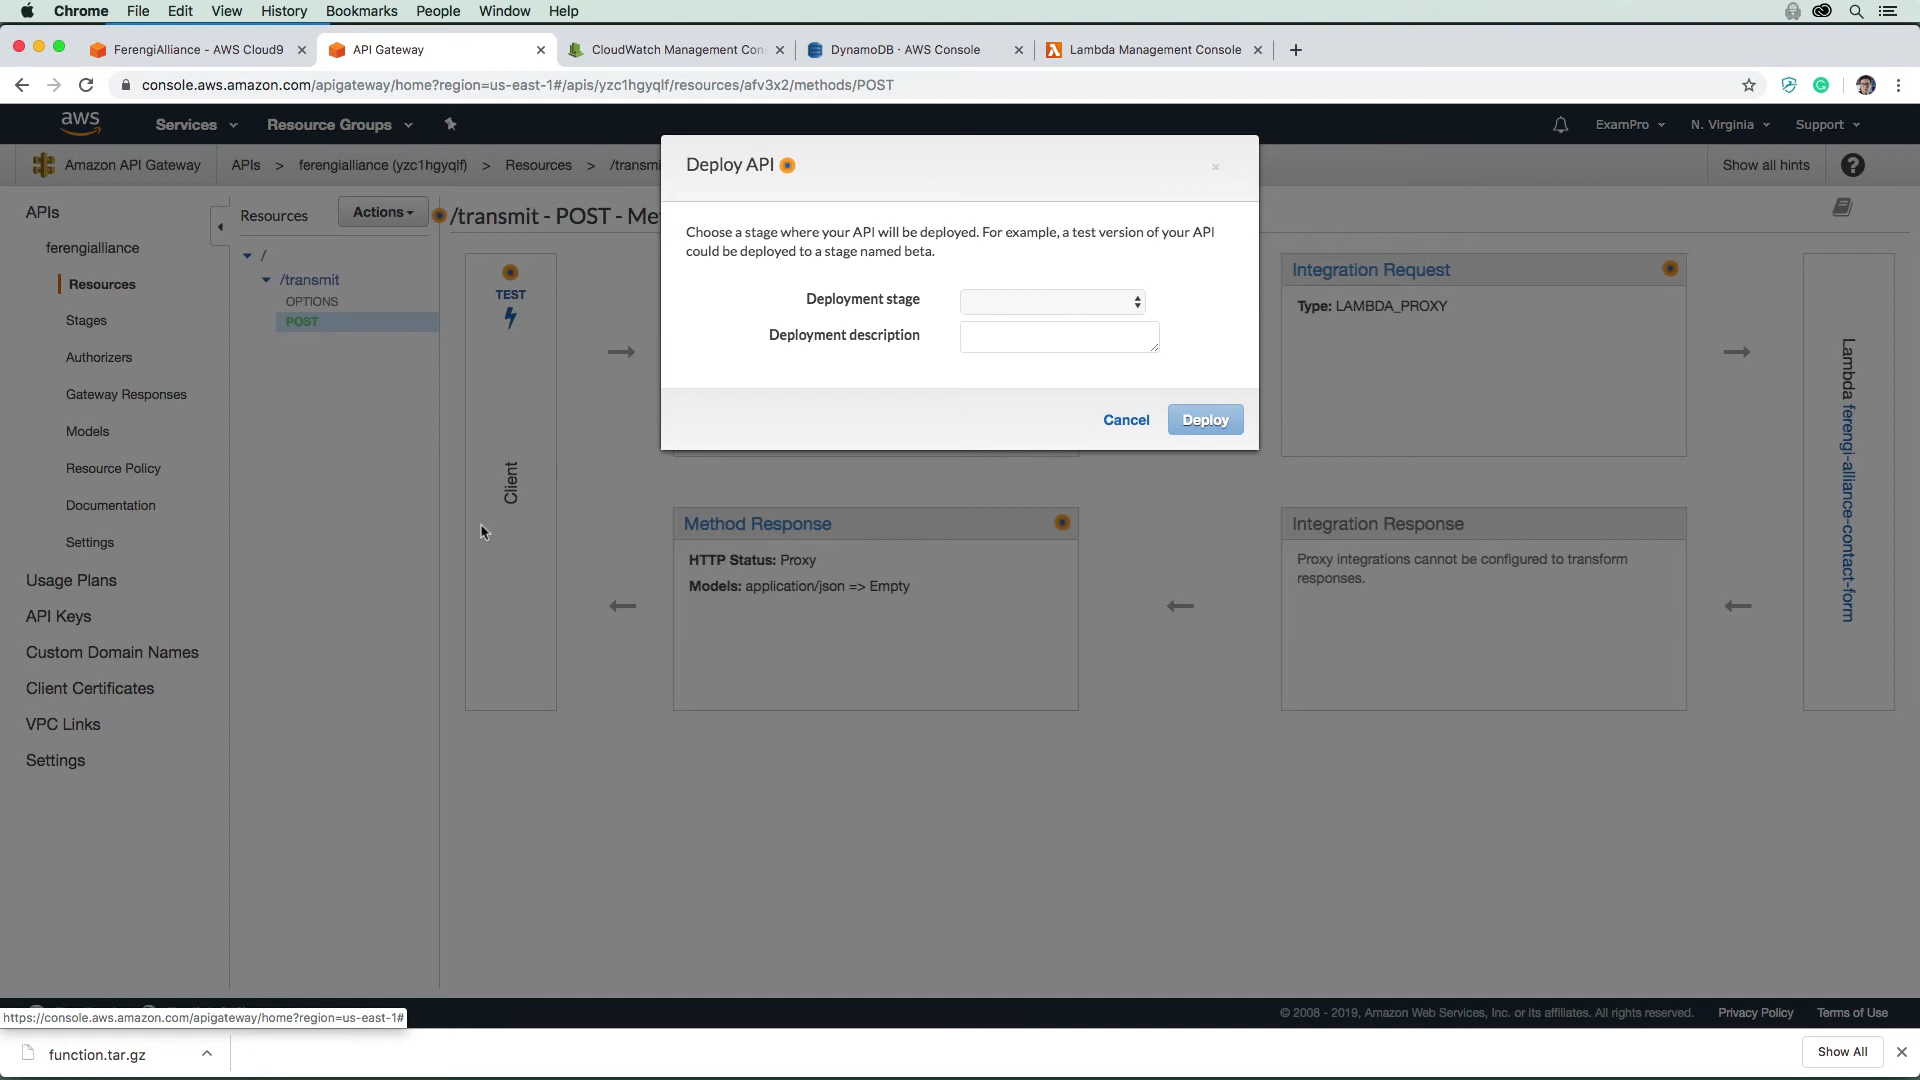 Chrome File Edit View History Bookmarks People Window Help
FerengiAlliance - AWS Cloud9
API Gateway
CloudWatch Management Con
DynamoDB · AWS Console
Lambda Management Console
console.aws.amazon.com/apigateway/home?region=us-east-1#/apis/yzc1hgyqlf/resources/afv3x2/methods/POST
aws Services Resource Groups ExamPro N. Virginia Support
Amazon API Gateway APIs > ferengialliance (yzc1hgyqlf) > Resources > /transmi Show all hints
Deploy API
Choose a stage where your API will be deployed. For example, a test version of your API
could be deployed to a stage named beta.
Deployment stage
Deployment description
Cancel Deploy
APIs
ferengialliance
Resources
Stages
Authorizers
Gateway Responses
Models
Resource Policy
Documentation
Settings
Usage Plans
API Keys
Custom Domain Names
Client Certificates
VPC Links
Settings
Resources Actions
/
/transmit
OPTIONS
POST
/transmit - POST - Me
TEST
Client
Integration Request
Type: LAMBDA_PROXY
Lambda ferengi-alliance-contact-form
Method Response
HTTP Status: Proxy
Models: application/json => Empty
Integration Response
Proxy integrations cannot be configured to transform
responses.
© 2008 - 2019, Amazon Web Services, Inc. or its affiliates. All rights reserved. Privacy Policy Terms of Use
https://console.aws.amazon.com/apigateway/home?region=us-east-1#
function.tar.gz
Show All